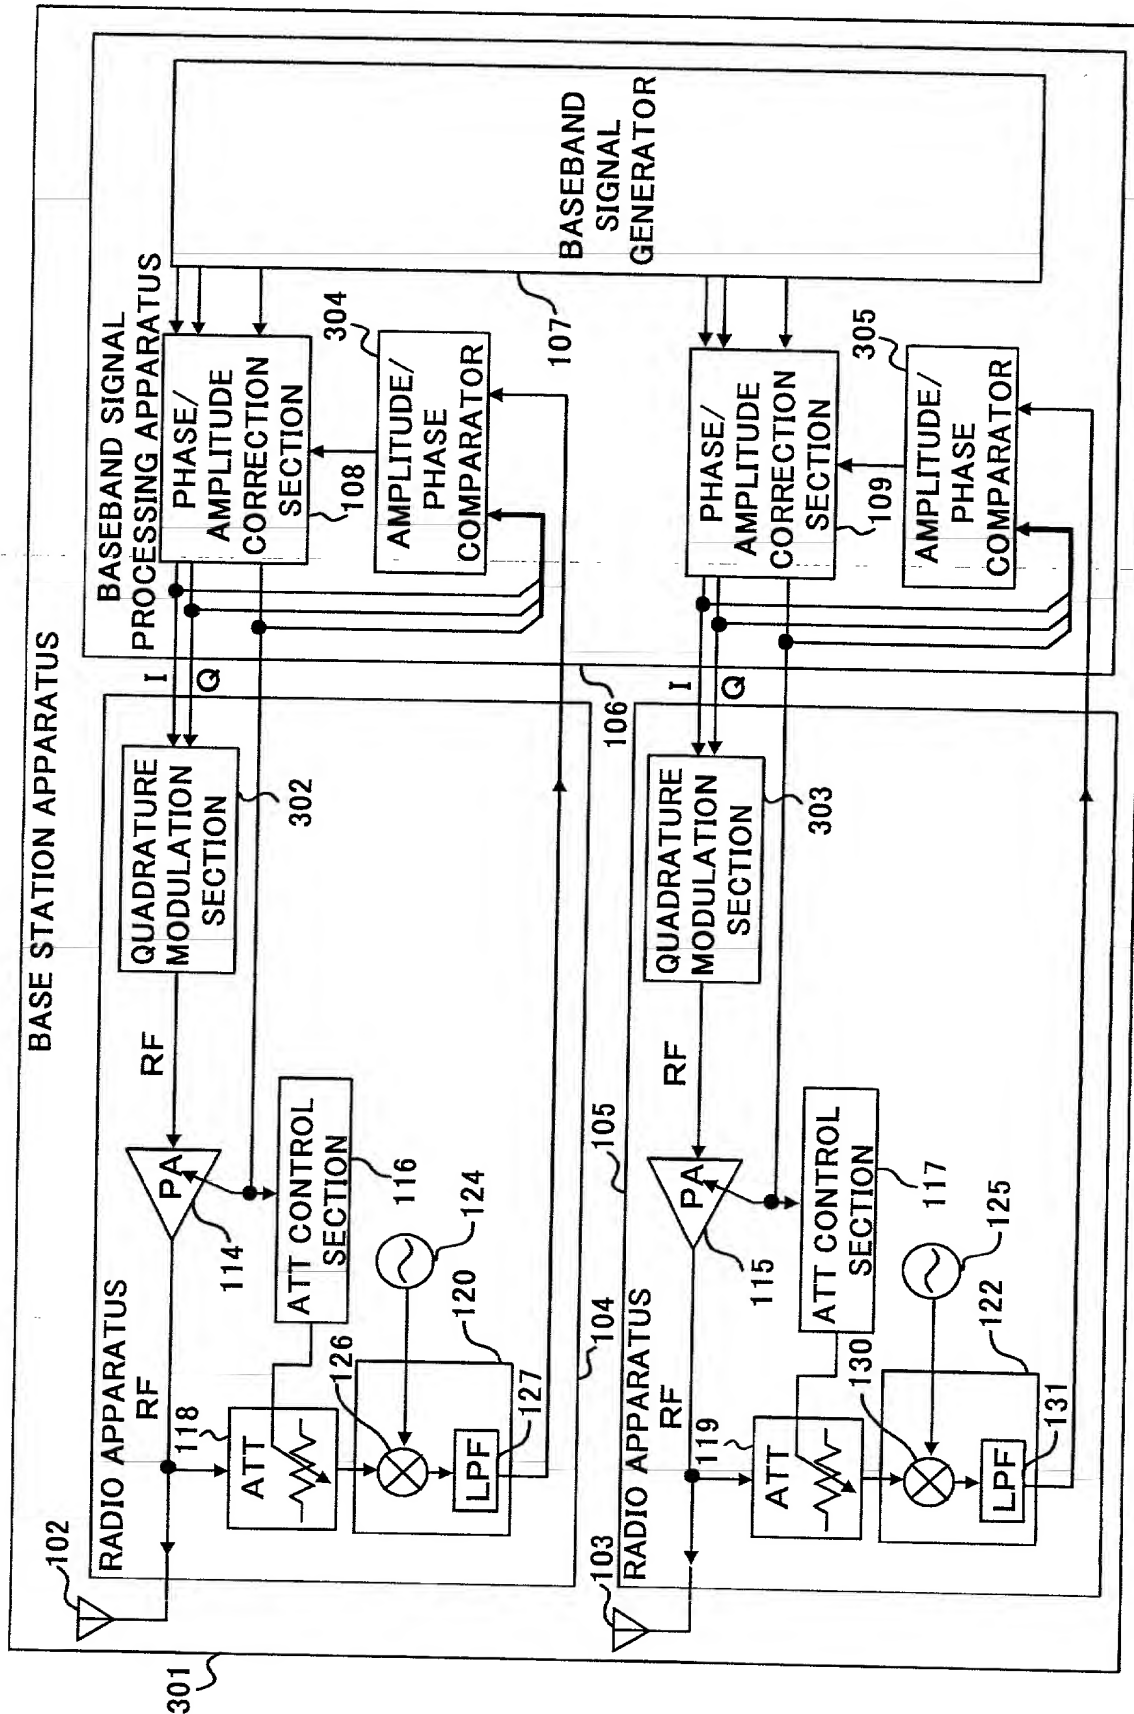 BASE STATION APPARATUS
301
102
RADIO APPARATUS
RF
118
ATT
126
127
LPF
120
124
104
ATT CONTROL
SECTION
116
114
PA
RF
QUADRATURE
MODULATION
SECTION
302
I
Q
BASEBAND SIGNAL
PROCESSING APPARATUS
PHASE/
AMPLITUDE
CORRECTION
SECTION
108
AMPLITUDE/
PHASE
COMPARATOR
304
106
107
BASEBAND
SIGNAL
GENERATOR
103
RADIO APPARATUS
RF
119
ATT
130
131
LPF
122
125
105
ATT CONTROL
SECTION
117
115
PA
RF
QUADRATURE
MODULATION
SECTION
303
I
Q
PHASE/
AMPLITUDE
CORRECTION
SECTION
109
AMPLITUDE/
PHASE
COMPARATOR
305